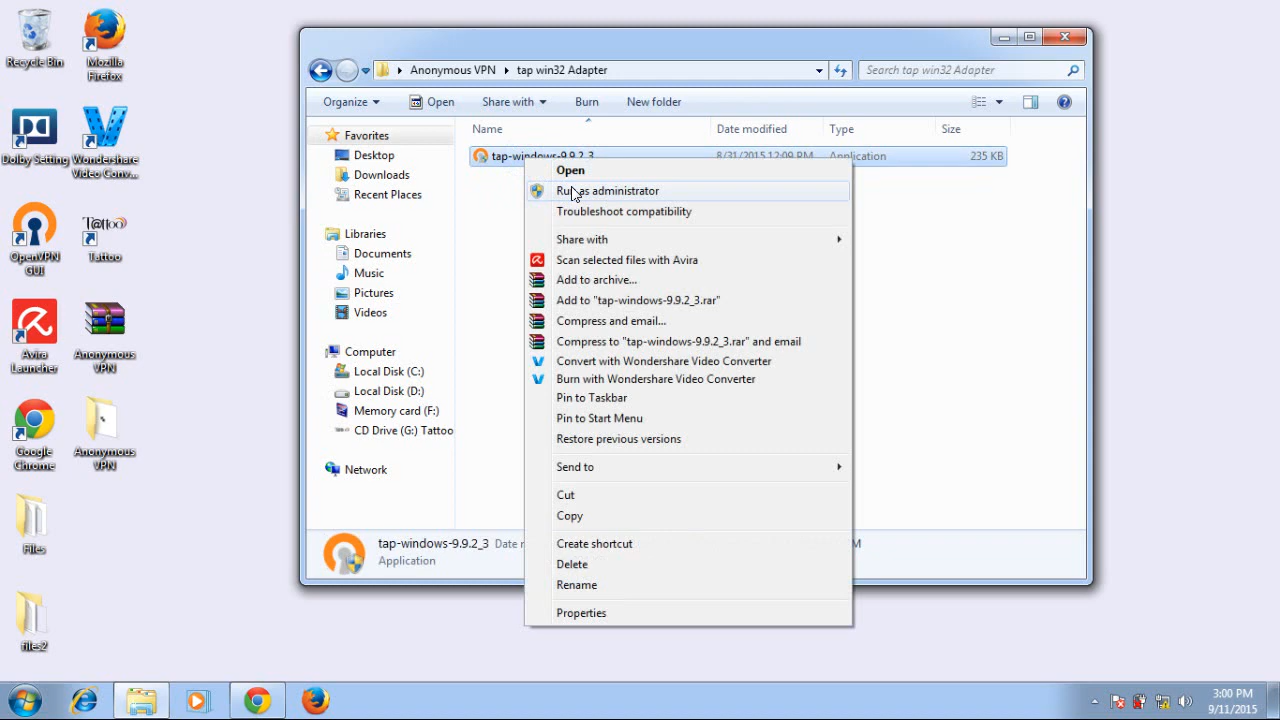 Recycle Bin
Mozilla
Firefox
Dolby Setting
Wondershare
Video Conv...
OpenVPN
GUI
Tattoo
Tattoo
Avira
Launcher
Anonymous
VPN
Google
Chrome
Anonymous
VPN
Files
files2
Anonymous VPN
tap win32 Adapter
Search tap win32 Adapter
Organize
Open
Share with
Burn
New folder
Favorites
Desktop
Downloads
Recent Places
Libraries
Documents
Music
Pictures
Videos
Computer
Local Disk (C:)
Local Disk (D:)
Memory card (F:)
CD Drive (G:) Tattoo
Network
Name
Date modified
Type
Size
tap-windows-9.9.2_3
8/31/2015 12:09 PM
Application
235 KB
Open
Run as administrator
Troubleshoot compatibility
Share with
Scan selected files with Avira
Add to archive...
Add to "tap-windows-9.9.2_3.rar"
Compress and email...
Compress to "tap-windows-9.9.2_3.rar" and email
Convert with Wondershare Video Converter
Burn with Wondershare Video Converter
Pin to Taskbar
Pin to Start Menu
Restore previous versions
Send to
Cut
Copy
Create shortcut
Delete
Rename
Properties
tap-windows-9.9.2_3
Date
Application
3:00 PM
9/11/2015